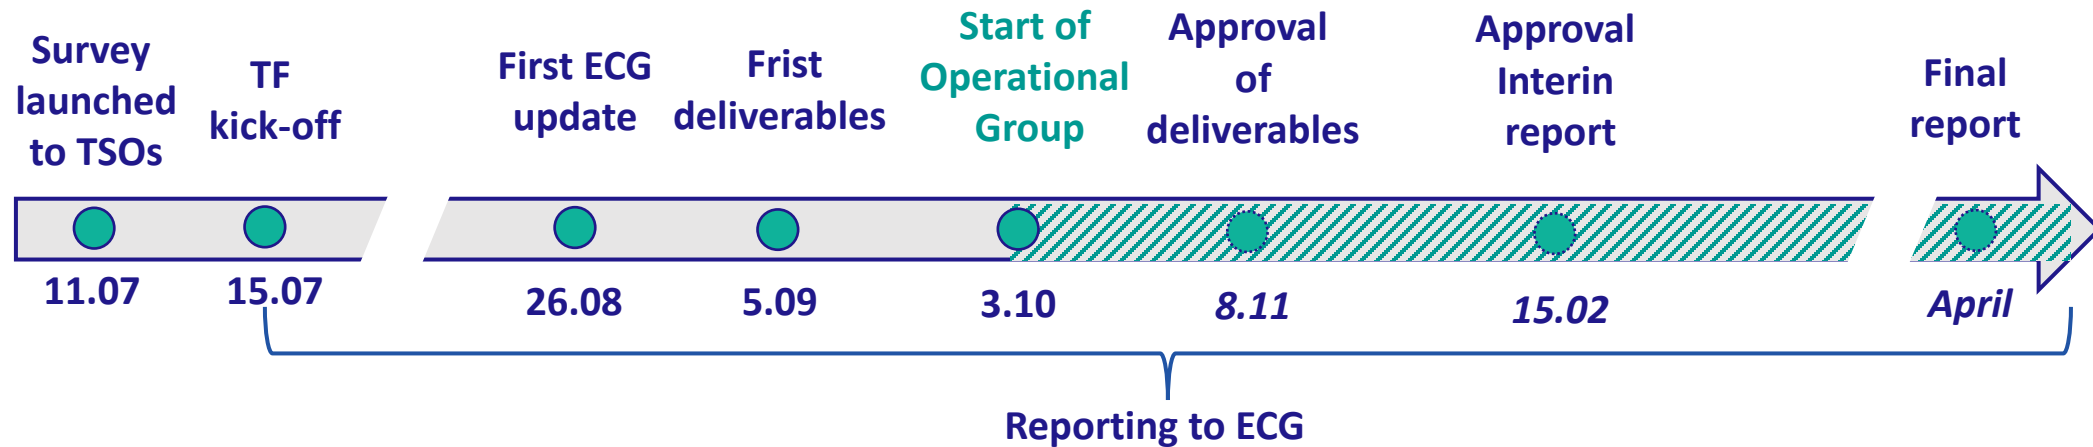 Survey
launched
to TSOs
TF
kick-off
First ECG
update
Frist
deliverables
Start of
Operational
Group
Approval
of
deliverables
Approval
Interin
report
Final
report
11.07
15.07
26.08
5.09
3.10
8.11
15.02
April
Reporting to ECG